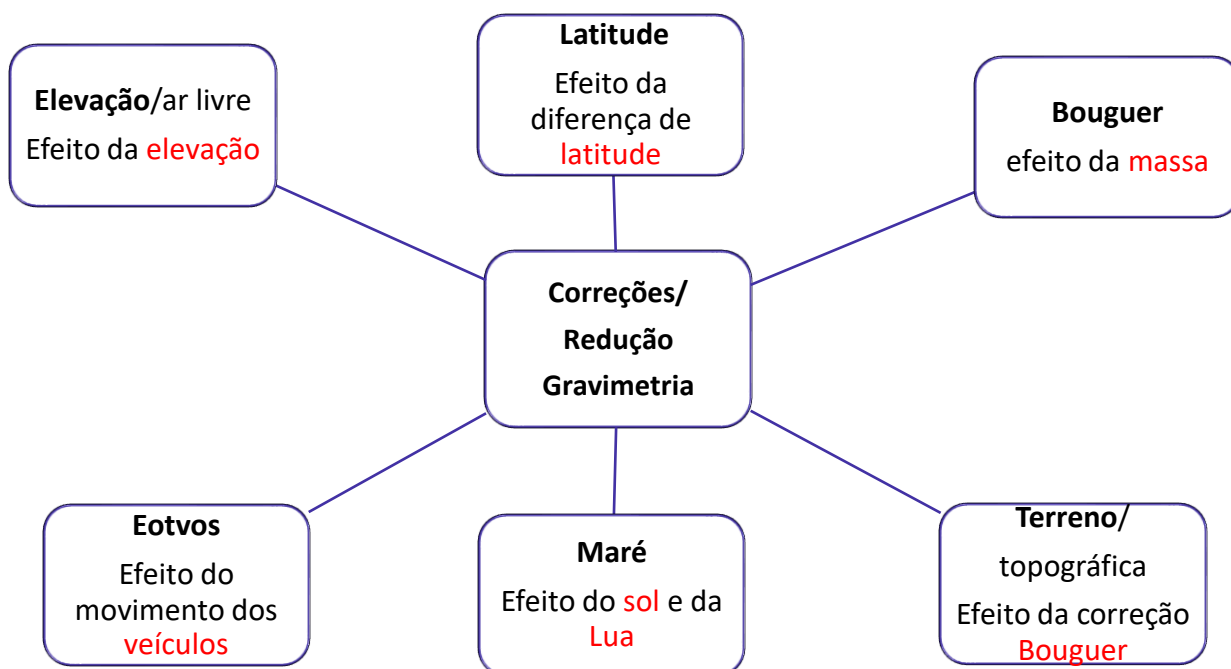 Latitude
Efeito da
diferença de
latitude
Elevação/ar livre
Efeito da elevação
Bouguer
efeito da massa
Correções/
Redução
Gravimetria
Eotvos
Efeito do
movimento dos
veículos
Maré
Efeito do sol e da
Lua
Terreno/
topográfica
Efeito da correção
Bouguer